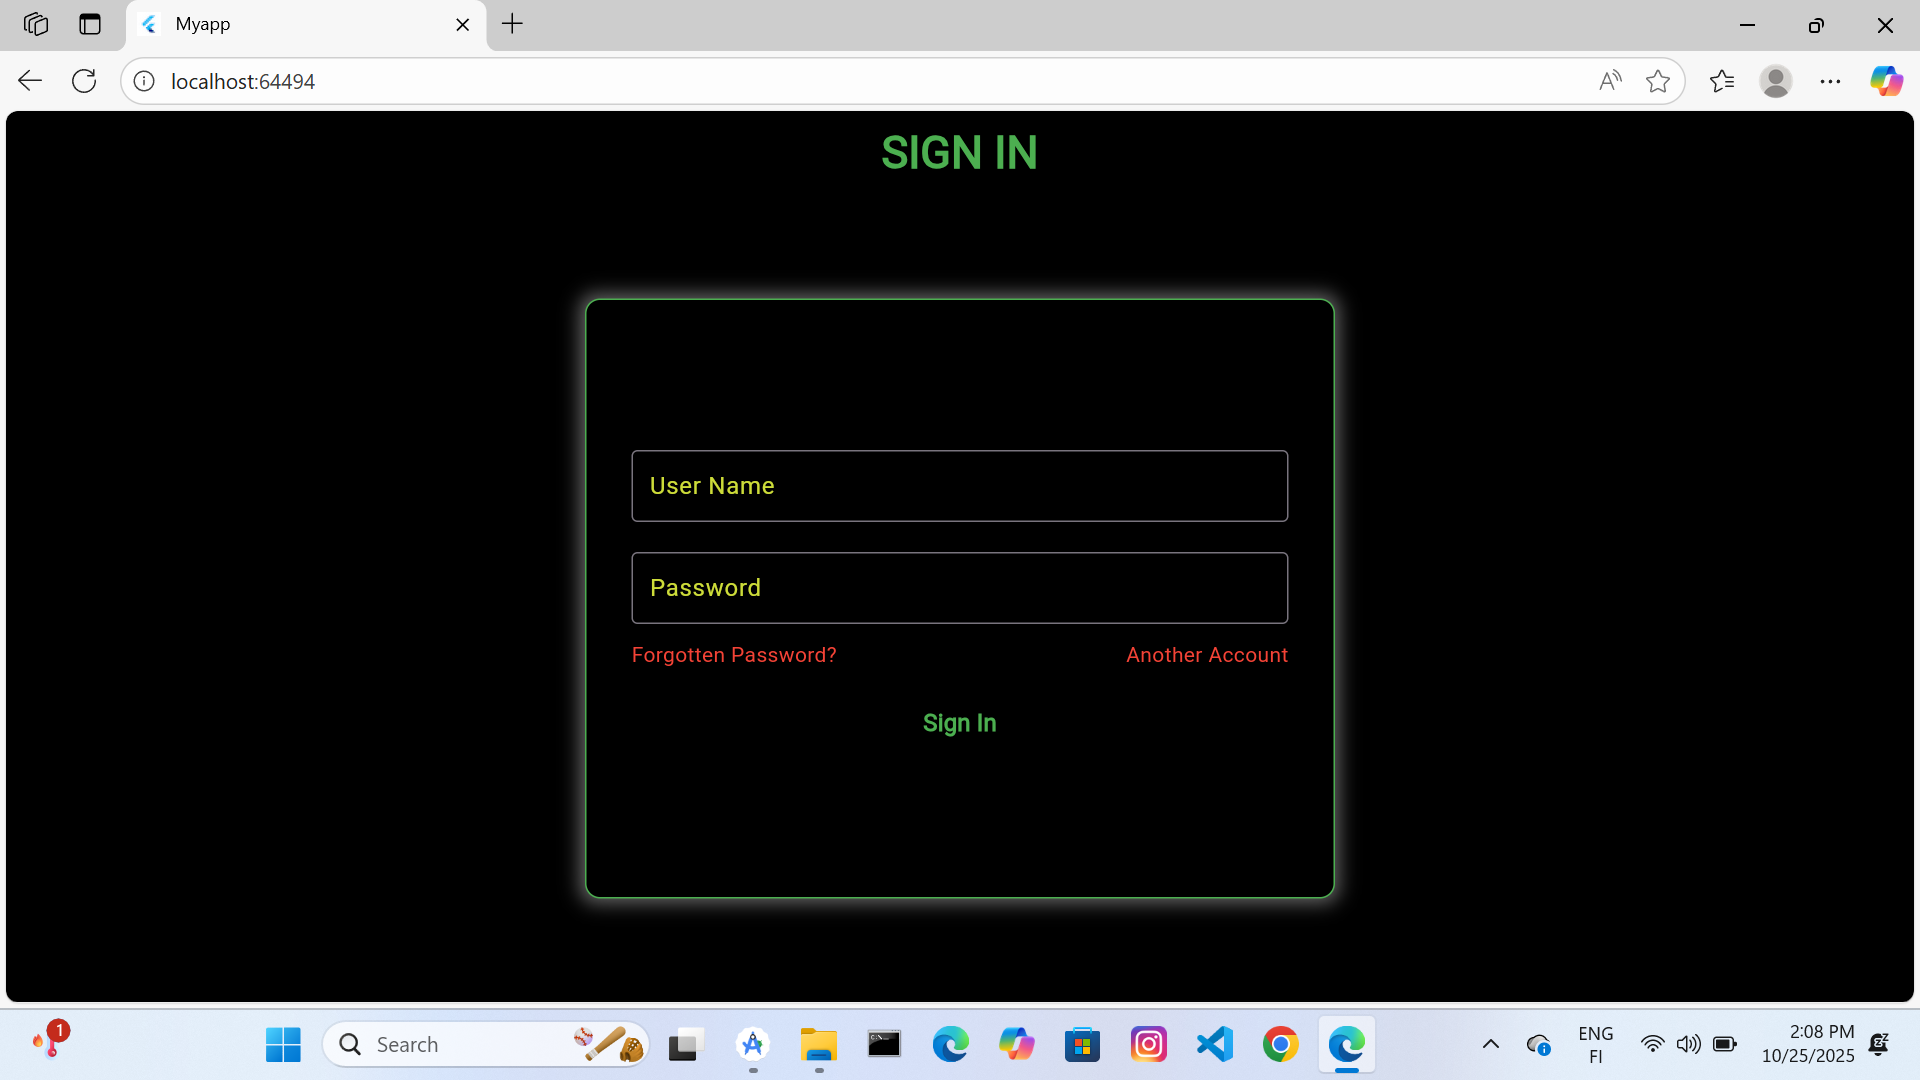 Myapp
localhost:64494
SIGN IN
User Name
Password
Forgotten Password? Another Account
Sign In
1
Search
ENG
FI
2:08 PM
10/25/2025